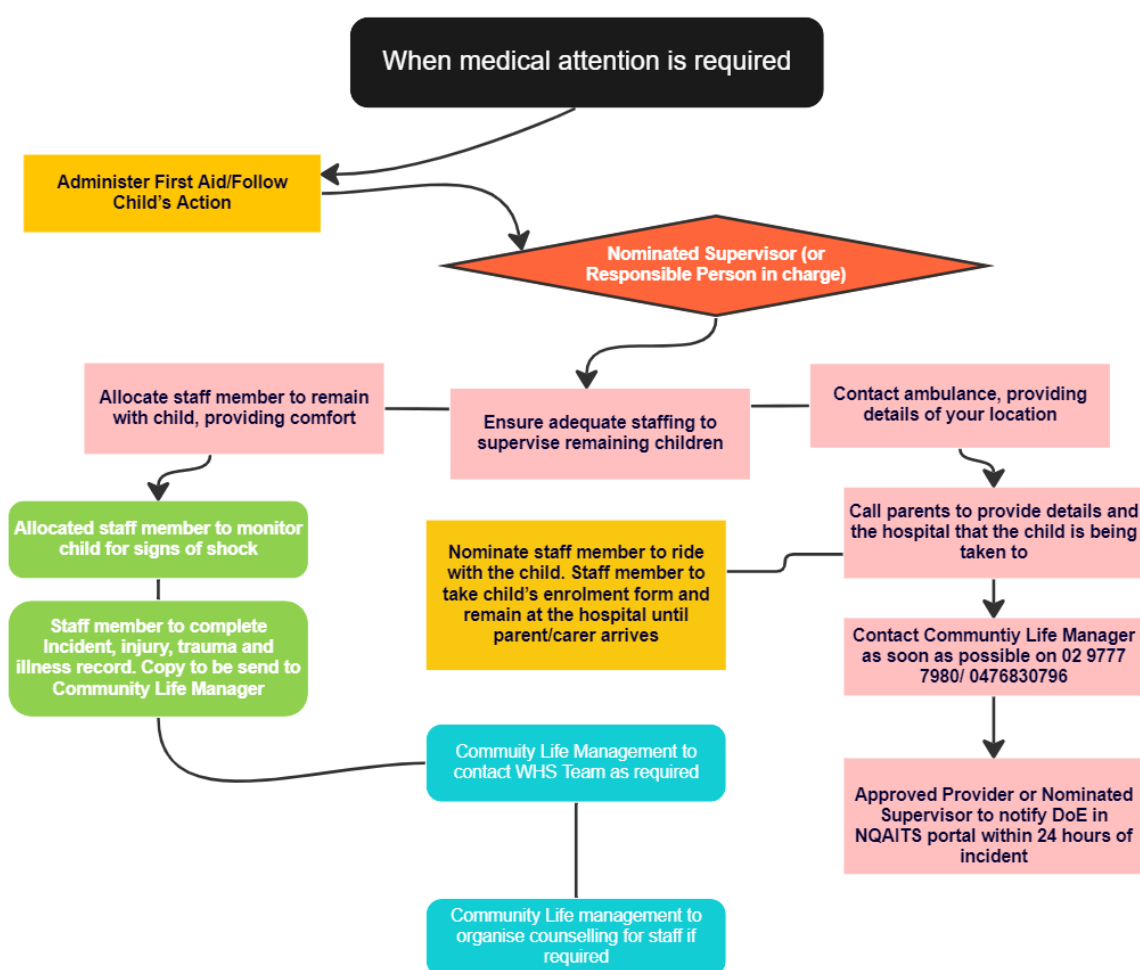 When medical attention is required
Administer First Aid/Follow
Child's Action
Nominated Supervisor (or
Responsible Person in charge)
Allocate staff member to remain
with child, providing comfort
Ensure adequate staffing to
supervise remaining children
Contact ambulance, providing
details of your location
Allocated staff member to monitor
child for signs of shock
Nominate staff member to ride
with the child. Staff member to
take child's enrolment form and
remain at the hospital until
parent/carer arrives
Call parents to provide details and
the hospital that the child is being
taken to
Staff member to complete
Incident, injury, trauma and
illness record. Copy to be send to
Community Life Manager
Contact Communtiy Life Manager
as soon as possible on 02 9777
7980/ 0476830796
Commuity Life Management to
contact WHS Team as required
Approved Provider or Nominated
Supervisor to notify DoE in
NQAITS portal within 24 hours of
incident
Community Life management to
organise counselling for staff if
required